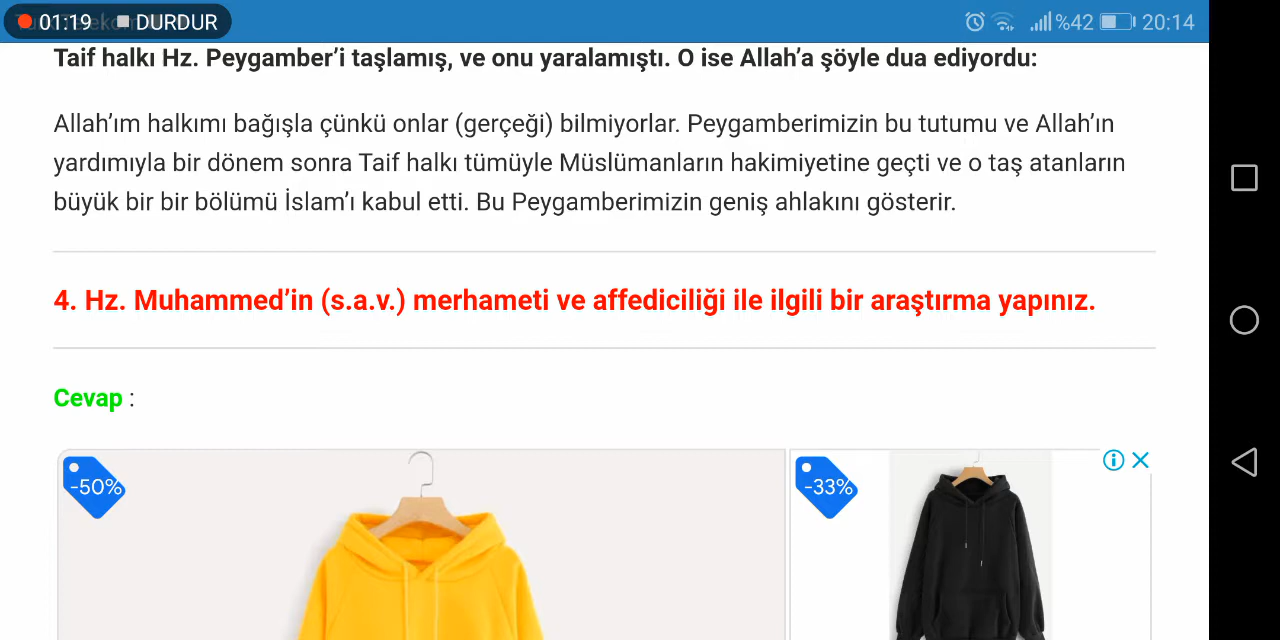 01:19 DURDUR %42 20:14
Taif halkı Hz. Peygamber’i taşlamış, ve onu yaralamıştı. O ise Allah’a şöyle dua ediyordu:
Allah’ım halkımı bağışla çünkü onlar (gerçeği) bilmiyorlar. Peygamberimizin bu tutumu ve Allah’ın
yardımıyla bir dönem sonra Taif halkı tümüyle Müslümanların hakimiyetine geçti ve o taş atanların
büyük bir bir bölümü İslam’ı kabul etti. Bu Peygamberimizin geniş ahlakını gösterir.
4. Hz. Muhammed’in (s.a.v.) merhameti ve affediciliği ile ilgili bir araştırma yapınız.
Cevap :
-50% -33%